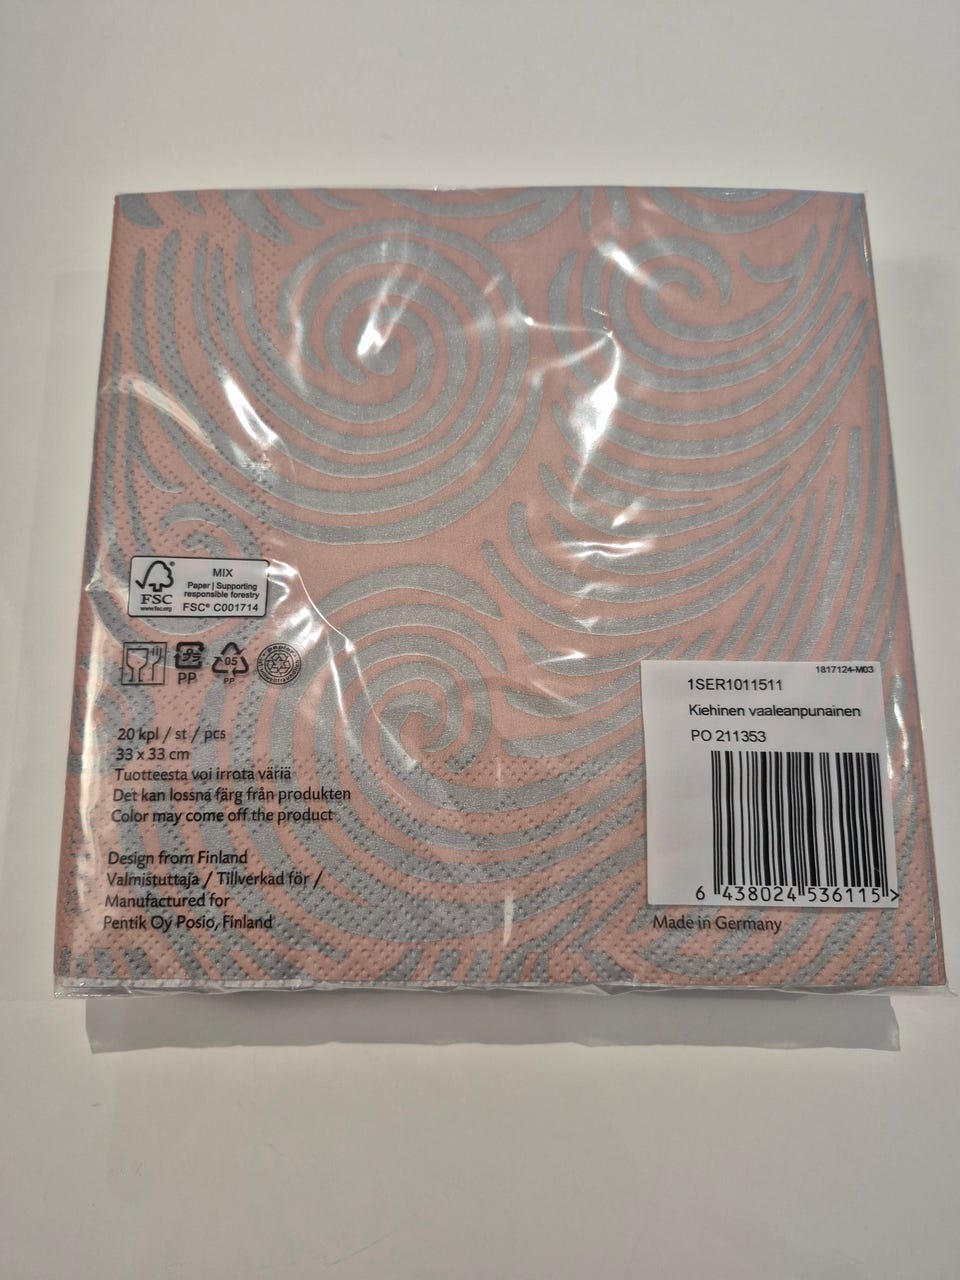 MIX
Paper | Supporting
responsible forestry
FSC® C001714
FSC
www.fsc.org
PP
05
PP
20 kpl / st / pcs
33 x 33 cm
Tuotteesta voi irrota väriä
Det kan lossna färg från produkten
Color may come off the product
Design from Finland
Valmistuttaja / Tillverkad för /
Manufactured for
Pentik Oy Posio, Finland
1817124-M03
1SER1011511
Kiehinen vaaleanpunainen
PO 211353
6 438024 536115 >
Made in Germany